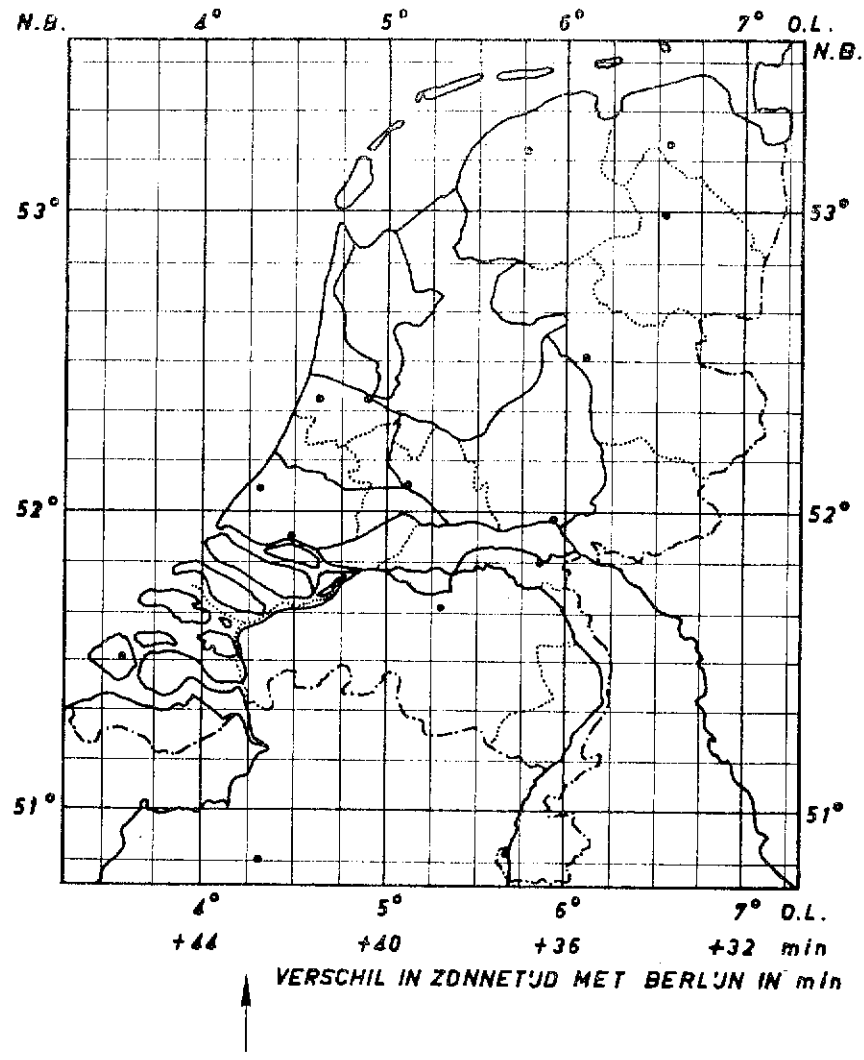 N.B. 4° 5° 6° 7° O.L.
N.B.
53° 53°
52° 52°
51° 51°
4° 5° 6° 7° O.L.
+44 +40 +36 +32 min
VERSCHIL IN ZONNETIJD MET BERLIJN IN min